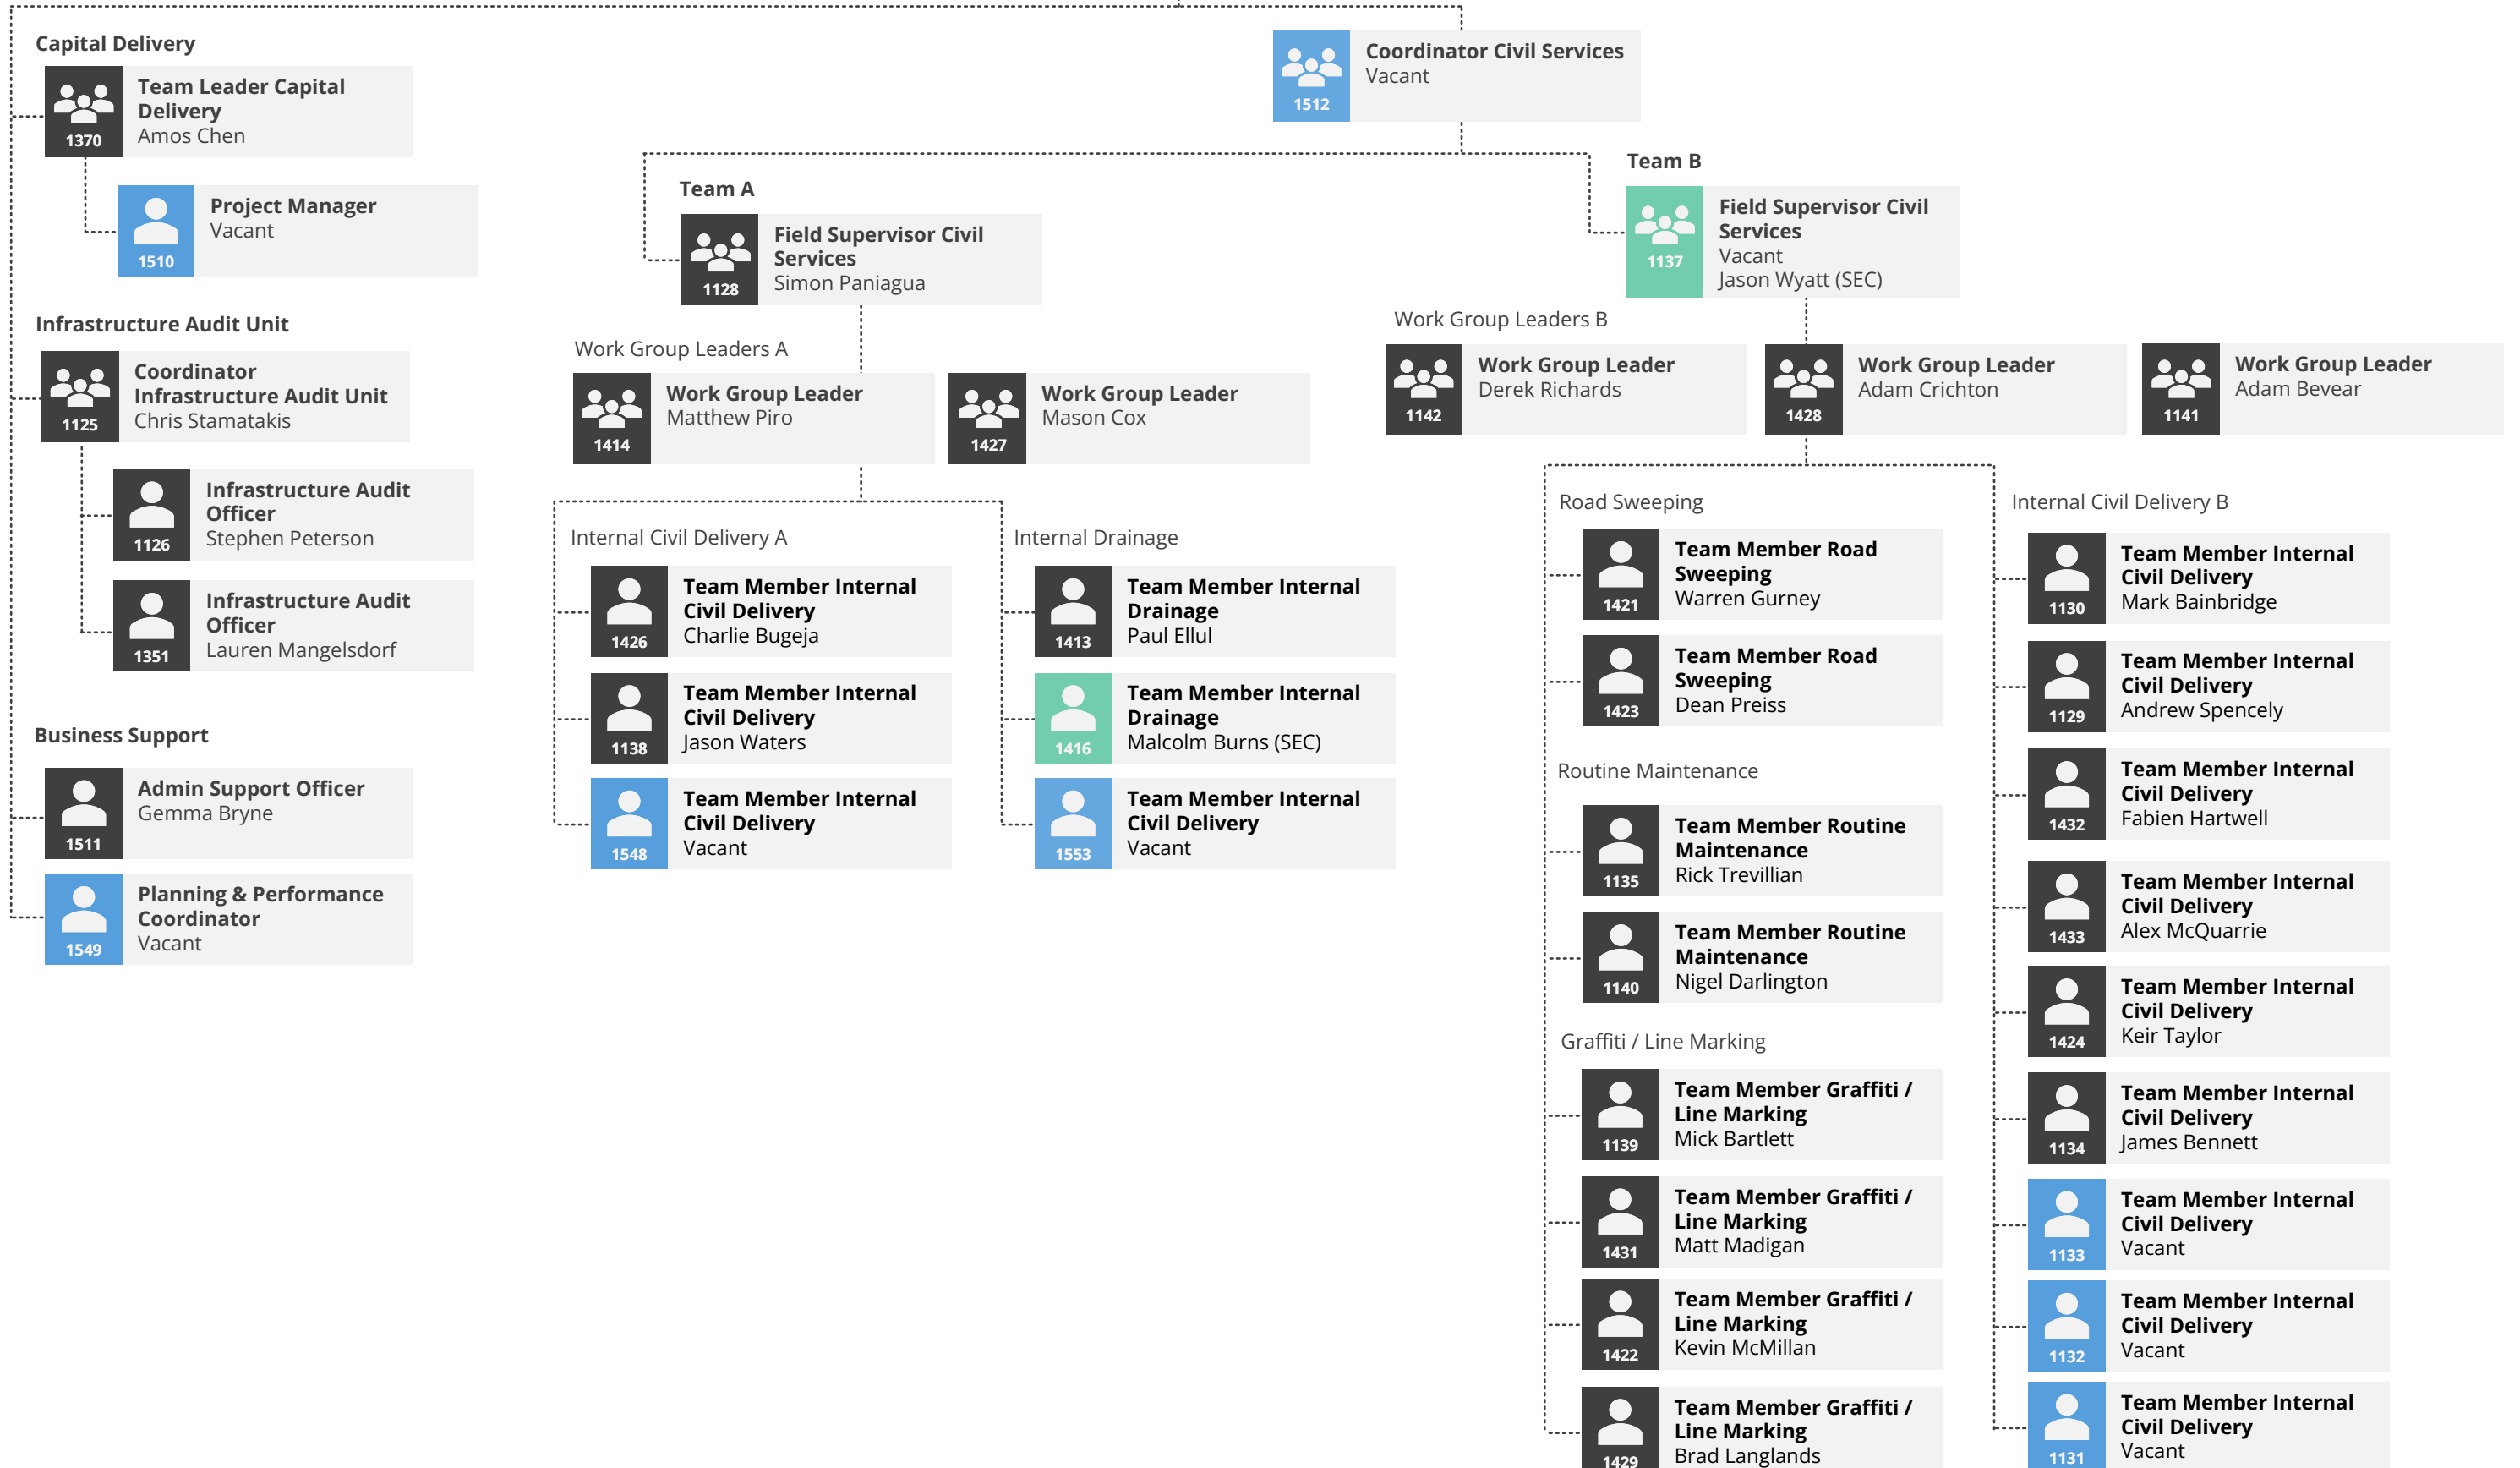 Capital Delivery
1370
Team Leader Capital
Delivery
Amos Chen
1510
Project Manager
Vacant
Infrastructure Audit Unit
1125
Coordinator
Infrastructure Audit Unit
Chris Stamatakis
1126
Infrastructure Audit
Officer
Stephen Peterson
1351
Infrastructure Audit
Officer
Lauren Mangelsdorf
Business Support
1511
Admin Support Officer
Gemma Bryne
1549
Planning & Performance
Coordinator
Vacant
1512
Coordinator Civil Services
Vacant
Team A
1128
Field Supervisor Civil
Services
Simon Paniagua
Work Group Leaders A
1414
Work Group Leader
Matthew Piro
1427
Work Group Leader
Mason Cox
Internal Civil Delivery A
1426
Team Member Internal
Civil Delivery
Charlie Bugeja
1138
Team Member Internal
Civil Delivery
Jason Waters
1548
Team Member Internal
Civil Delivery
Vacant
Internal Drainage
1413
Team Member Internal
Drainage
Paul Ellul
1416
Team Member Internal
Drainage
Malcolm Burns (SEC)
1553
Team Member Internal
Civil Delivery
Vacant
Team B
1137
Field Supervisor Civil
Services
Vacant
Jason Wyatt (SEC)
Work Group Leaders B
1142
Work Group Leader
Derek Richards
1428
Work Group Leader
Adam Crichton
1141
Work Group Leader
Adam Bevear
Road Sweeping
1421
Team Member Road
Sweeping
Warren Gurney
1423
Team Member Road
Sweeping
Dean Preiss
Routine Maintenance
1135
Team Member Routine
Maintenance
Rick Trevillian
1140
Team Member Routine
Maintenance
Nigel Darlington
Graffiti / Line Marking
1139
Team Member Graffiti /
Line Marking
Mick Bartlett
1431
Team Member Graffiti /
Line Marking
Matt Madigan
1422
Team Member Graffiti /
Line Marking
Kevin McMillan
1429
Team Member Graffiti /
Line Marking
Brad Langlands
Internal Civil Delivery B
1130
Team Member Internal
Civil Delivery
Mark Bainbridge
1129
Team Member Internal
Civil Delivery
Andrew Spencely
1432
Team Member Internal
Civil Delivery
Fabien Hartwell
1433
Team Member Internal
Civil Delivery
Alex McQuarrie
1424
Team Member Internal
Civil Delivery
Keir Taylor
1134
Team Member Internal
Civil Delivery
James Bennett
1133
Team Member Internal
Civil Delivery
Vacant
1132
Team Member Internal
Civil Delivery
Vacant
1131
Team Member Internal
Civil Delivery
Vacant